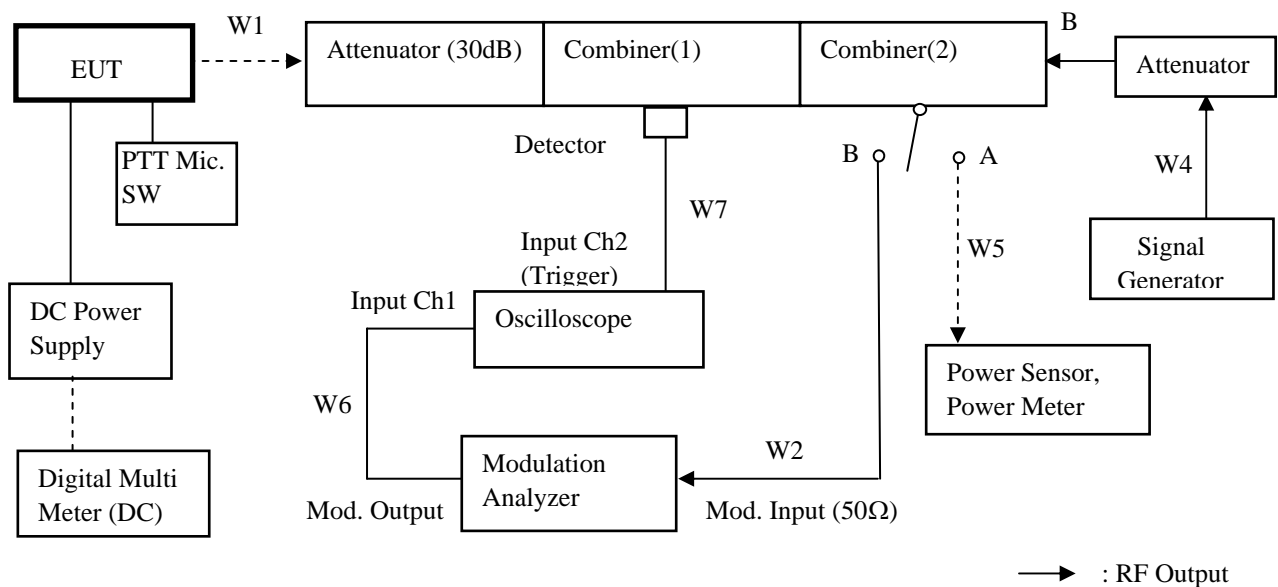 W1
EUT
Attenuator (30dB)
Combiner(1)
Combiner(2)
B
Attenuator
PTT Mic.
SW
Detector
B
A
W4
W7
W5
Signal
Generator
Input Ch2
(Trigger)
Input Ch1
Oscilloscope
DC Power
Supply
Power Sensor,
Power Meter
W6
W2
Digital Multi
Meter (DC)
Modulation
Analyzer
Mod. Output
Mod. Input (50Ω)
: RF Output